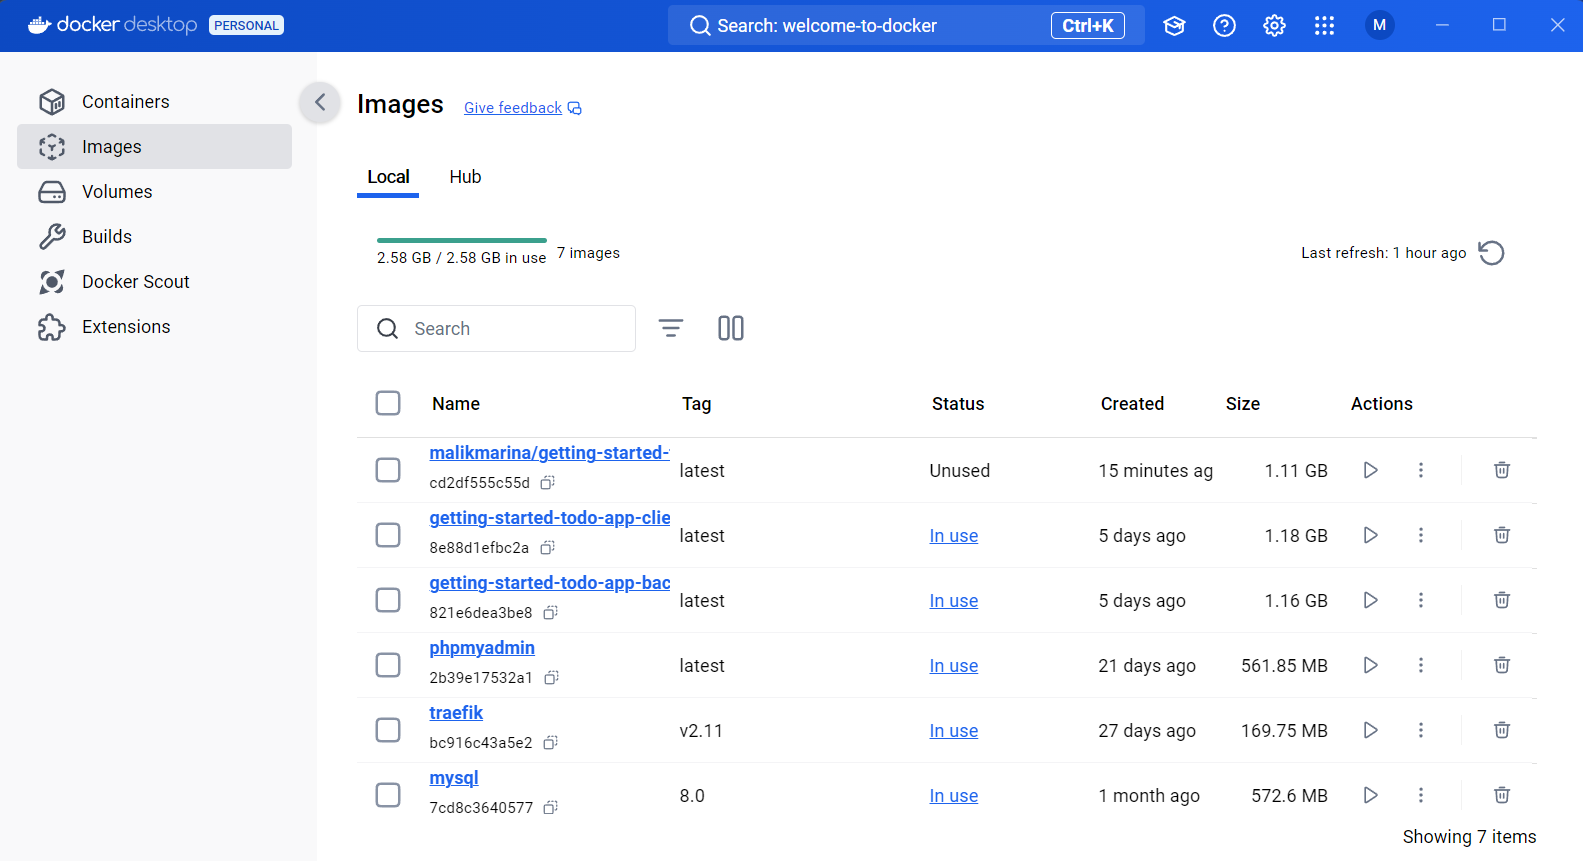 docker desktop PERSONAL
Search: welcome-to-docker Ctrl+K
M
Containers
Images
Volumes
Builds
Docker Scout
Extensions
Images Give feedback
Local Hub
2.58 GB / 2.58 GB in use 7 images
Last refresh: 1 hour ago
Search
Name Tag Status Created Size Actions
malikmarina/getting-started-
cd2df555c55d
latest Unused 15 minutes ag 1.11 GB
getting-started-todo-app-clie
8e88d1efbc2a
latest In use 5 days ago 1.18 GB
getting-started-todo-app-bac
821e6dea3be8
latest In use 5 days ago 1.16 GB
phpmyadmin
2b39e17532a1
latest In use 21 days ago 561.85 MB
traefik
bc916c43a5e2
v2.11 In use 27 days ago 169.75 MB
mysql
7cd8c3640577
8.0 In use 1 month ago 572.6 MB
Showing 7 items